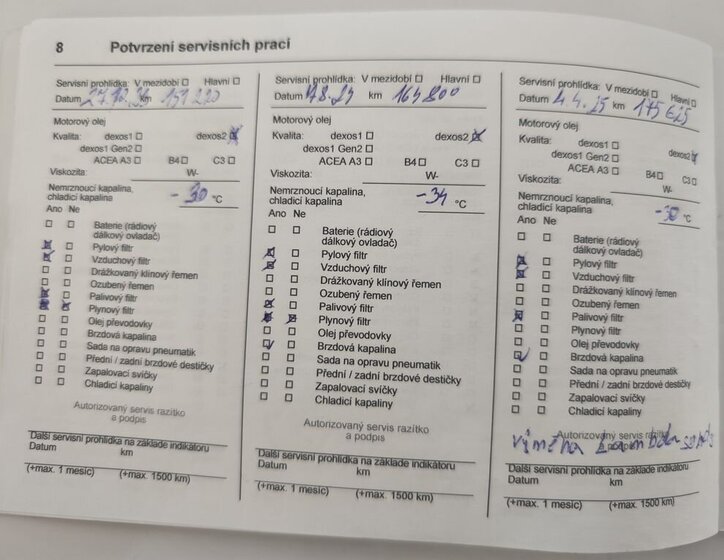 8 Potvrzení servisních prací
Servisní prohlídka: V mezidobí ☐ Hlavní ☐
Datum km 151 220
Motorový olej
Kvalita: dexos1 ☐ dexos2 ☒
dexos1 Gen2 ☐
ACEA A3 ☐ B4 ☐ C3 ☐
Viskozita: W-
Nemrznoucí kapalina,
chladicí kapalina -30 °C
Ano Ne
☐ ☐ Baterie (rádiový
dálkový ovladač)
☒ ☐ Pylový filtr
☒ ☐ Vzduchový filtr
☐ ☐ Drážkovaný klínový řemen
☐ ☐ Ozubený řemen
☒ ☐ Palivový filtr
☒ ☒ Plynový filtr
☐ ☐ Olej převodovky
☐ ☐ Brzdová kapalina
☐ ☐ Sada na opravu pneumatik
☐ ☐ Přední / zadní brzdové destičky
☐ ☐ Zapalovací svíčky
☐ ☐ Chladicí kapaliny
Autorizovaný servis razítko
a podpis
Další servisní prohlídka na základe indikátoru
Datum km
(+max. 1 mesíc) (+max. 1500 km)
Servisní prohlídka: V mezidobí ☐ Hlavní ☐
Datum km 164 800
Motorový olej
Kvalita: dexos1 ☐ dexos2 ☒
dexos1 Gen2 ☐
ACEA A3 ☐ B4 ☐ C3 ☐
Viskozita: W-
Nemrznoucí kapalina,
chladicí kapalina -34 °C
Ano Ne
☐ ☐ Baterie (rádiový
dálkový ovladač)
☒ ☐ Pylový filtr
☒ ☐ Vzduchový filtr
☐ ☐ Drážkovaný klínový řemen
☐ ☐ Ozubený řemen
☒ ☐ Palivový filtr
☒ ☒ Plynový filtr
☐ ☐ Olej převodovky
☑ ☐ Brzdová kapalina
☐ ☐ Sada na opravu pneumatik
☐ ☐ Přední / zadní brzdové destičky
☐ ☐ Zapalovací svíčky
☐ ☐ Chladicí kapaliny
Autorizovaný servis razítko
a podpis
Další servisní prohlídka na základe indikátoru
Datum km
(+max. 1 mesíc) (+max. 1500 km)
Servisní prohlídka: V mezidobí ☐ Hlavní ☐
Datum 4.4.25 km 175 625
Motorový olej
Kvalita: dexos1 ☐ dexos2 ☒
dexos1 Gen2 ☐
ACEA A3 ☐ B4 ☐ C3 ☐
Viskozita: W-
Nemrznoucí kapalina,
chladicí kapalina -30 °C
Ano Ne
☐ ☐ Baterie (rádiový
dálkový ovladač)
☒ ☐ Pylový filtr
☒ ☐ Vzduchový filtr
☐ ☐ Drážkovaný klínový řemen
☐ ☐ Ozubený řemen
☒ ☐ Palivový filtr
☐ ☐ Plynový filtr
☐ ☐ Olej převodovky
☑ ☐ Brzdová kapalina
☐ ☐ Sada na opravu pneumatik
☐ ☐ Přední / zadní brzdové destičky
☐ ☐ Zapalovací svíčky
☐ ☐ Chladicí kapaliny
Autorizovaný servis razítko
a podpis
výměna
Další servisní prohlídka na základe indikátoru
Datum km
(+max. 1 mesíc) (+max. 1500 km)